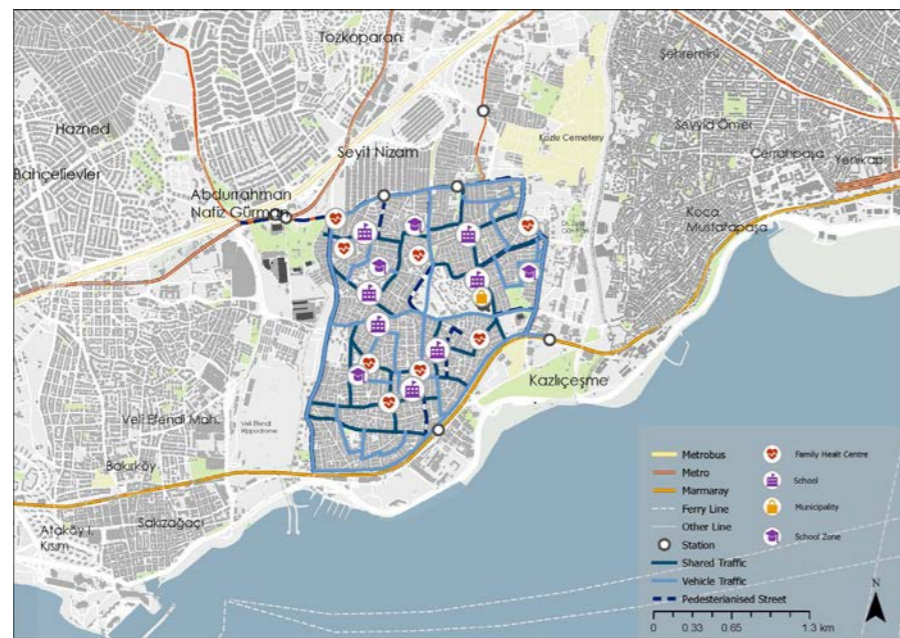 Tozkoparan
Şehremini
Hazned
Kozlu Cemetery
Seyyid Ömer
Seyit Nizam
Cerrahpaşa
Yenikapı
Bahçelievler
Abdurrahman
Nafiz Gürman
Koca
Mustafapaşa
Kazlıçeşme
Veli Efendi Mah.
Veli Efendi
Hippodrome
Bakırköy
Sakızağaçı
Ataköy I.
Kısım
Metrobus
Metro
Marmaray
Ferry Line
Other Line
Station
Shared Traffic
Vehicle Traffic
Pedesterianised Street
Family Healt Centre
School
Municipality
School Zone
N
0 0.33 0.65 1.3 km